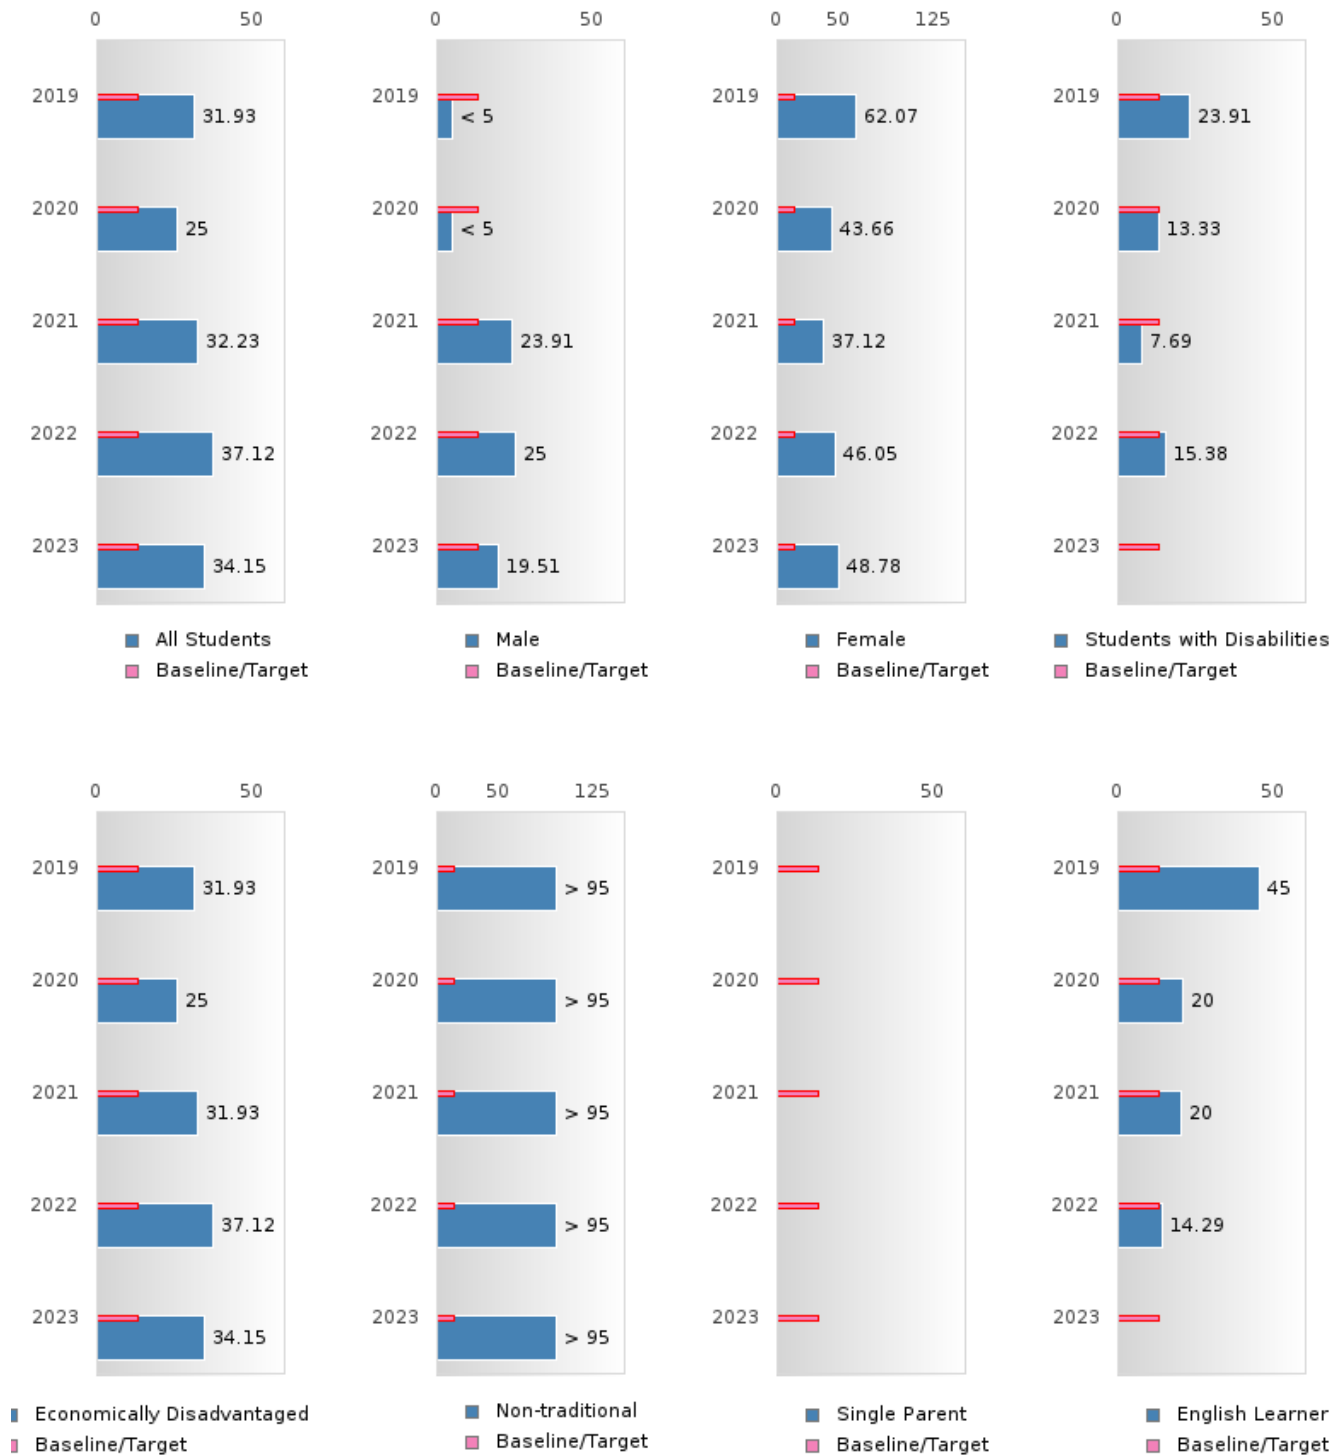 0 50
2019 31.93
2020 25
2021 32.23
2022 37.12
2023 34.15
All Students
Baseline/Target
0 50
2019 < 5
2020 < 5
2021 23.91
2022 25
2023 19.51
Male
Baseline/Target
0 50 125
2019 62.07
2020 43.66
2021 37.12
2022 46.05
2023 48.78
Female
Baseline/Target
0 50
2019 23.91
2020 13.33
2021 7.69
2022 15.38
2023
Students with Disabilities
Baseline/Target
0 50
2019 31.93
2020 25
2021 31.93
2022 37.12
2023 34.15
Economically Disadvantaged
Baseline/Target
0 50 125
2019 > 95
2020 > 95
2021 > 95
2022 > 95
2023 > 95
Non-traditional
Baseline/Target
0 50
2019
2020
2021
2022
2023
Single Parent
Baseline/Target
0 50
2019 45
2020 20
2021 20
2022 14.29
2023
English Learner
Baseline/Target